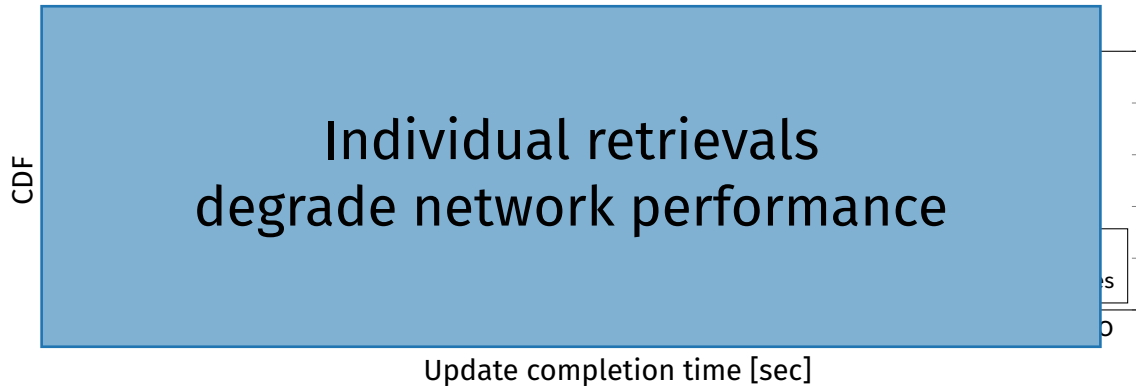 CDF
Individual retrievals
degrade network performance
Update completion time [sec]